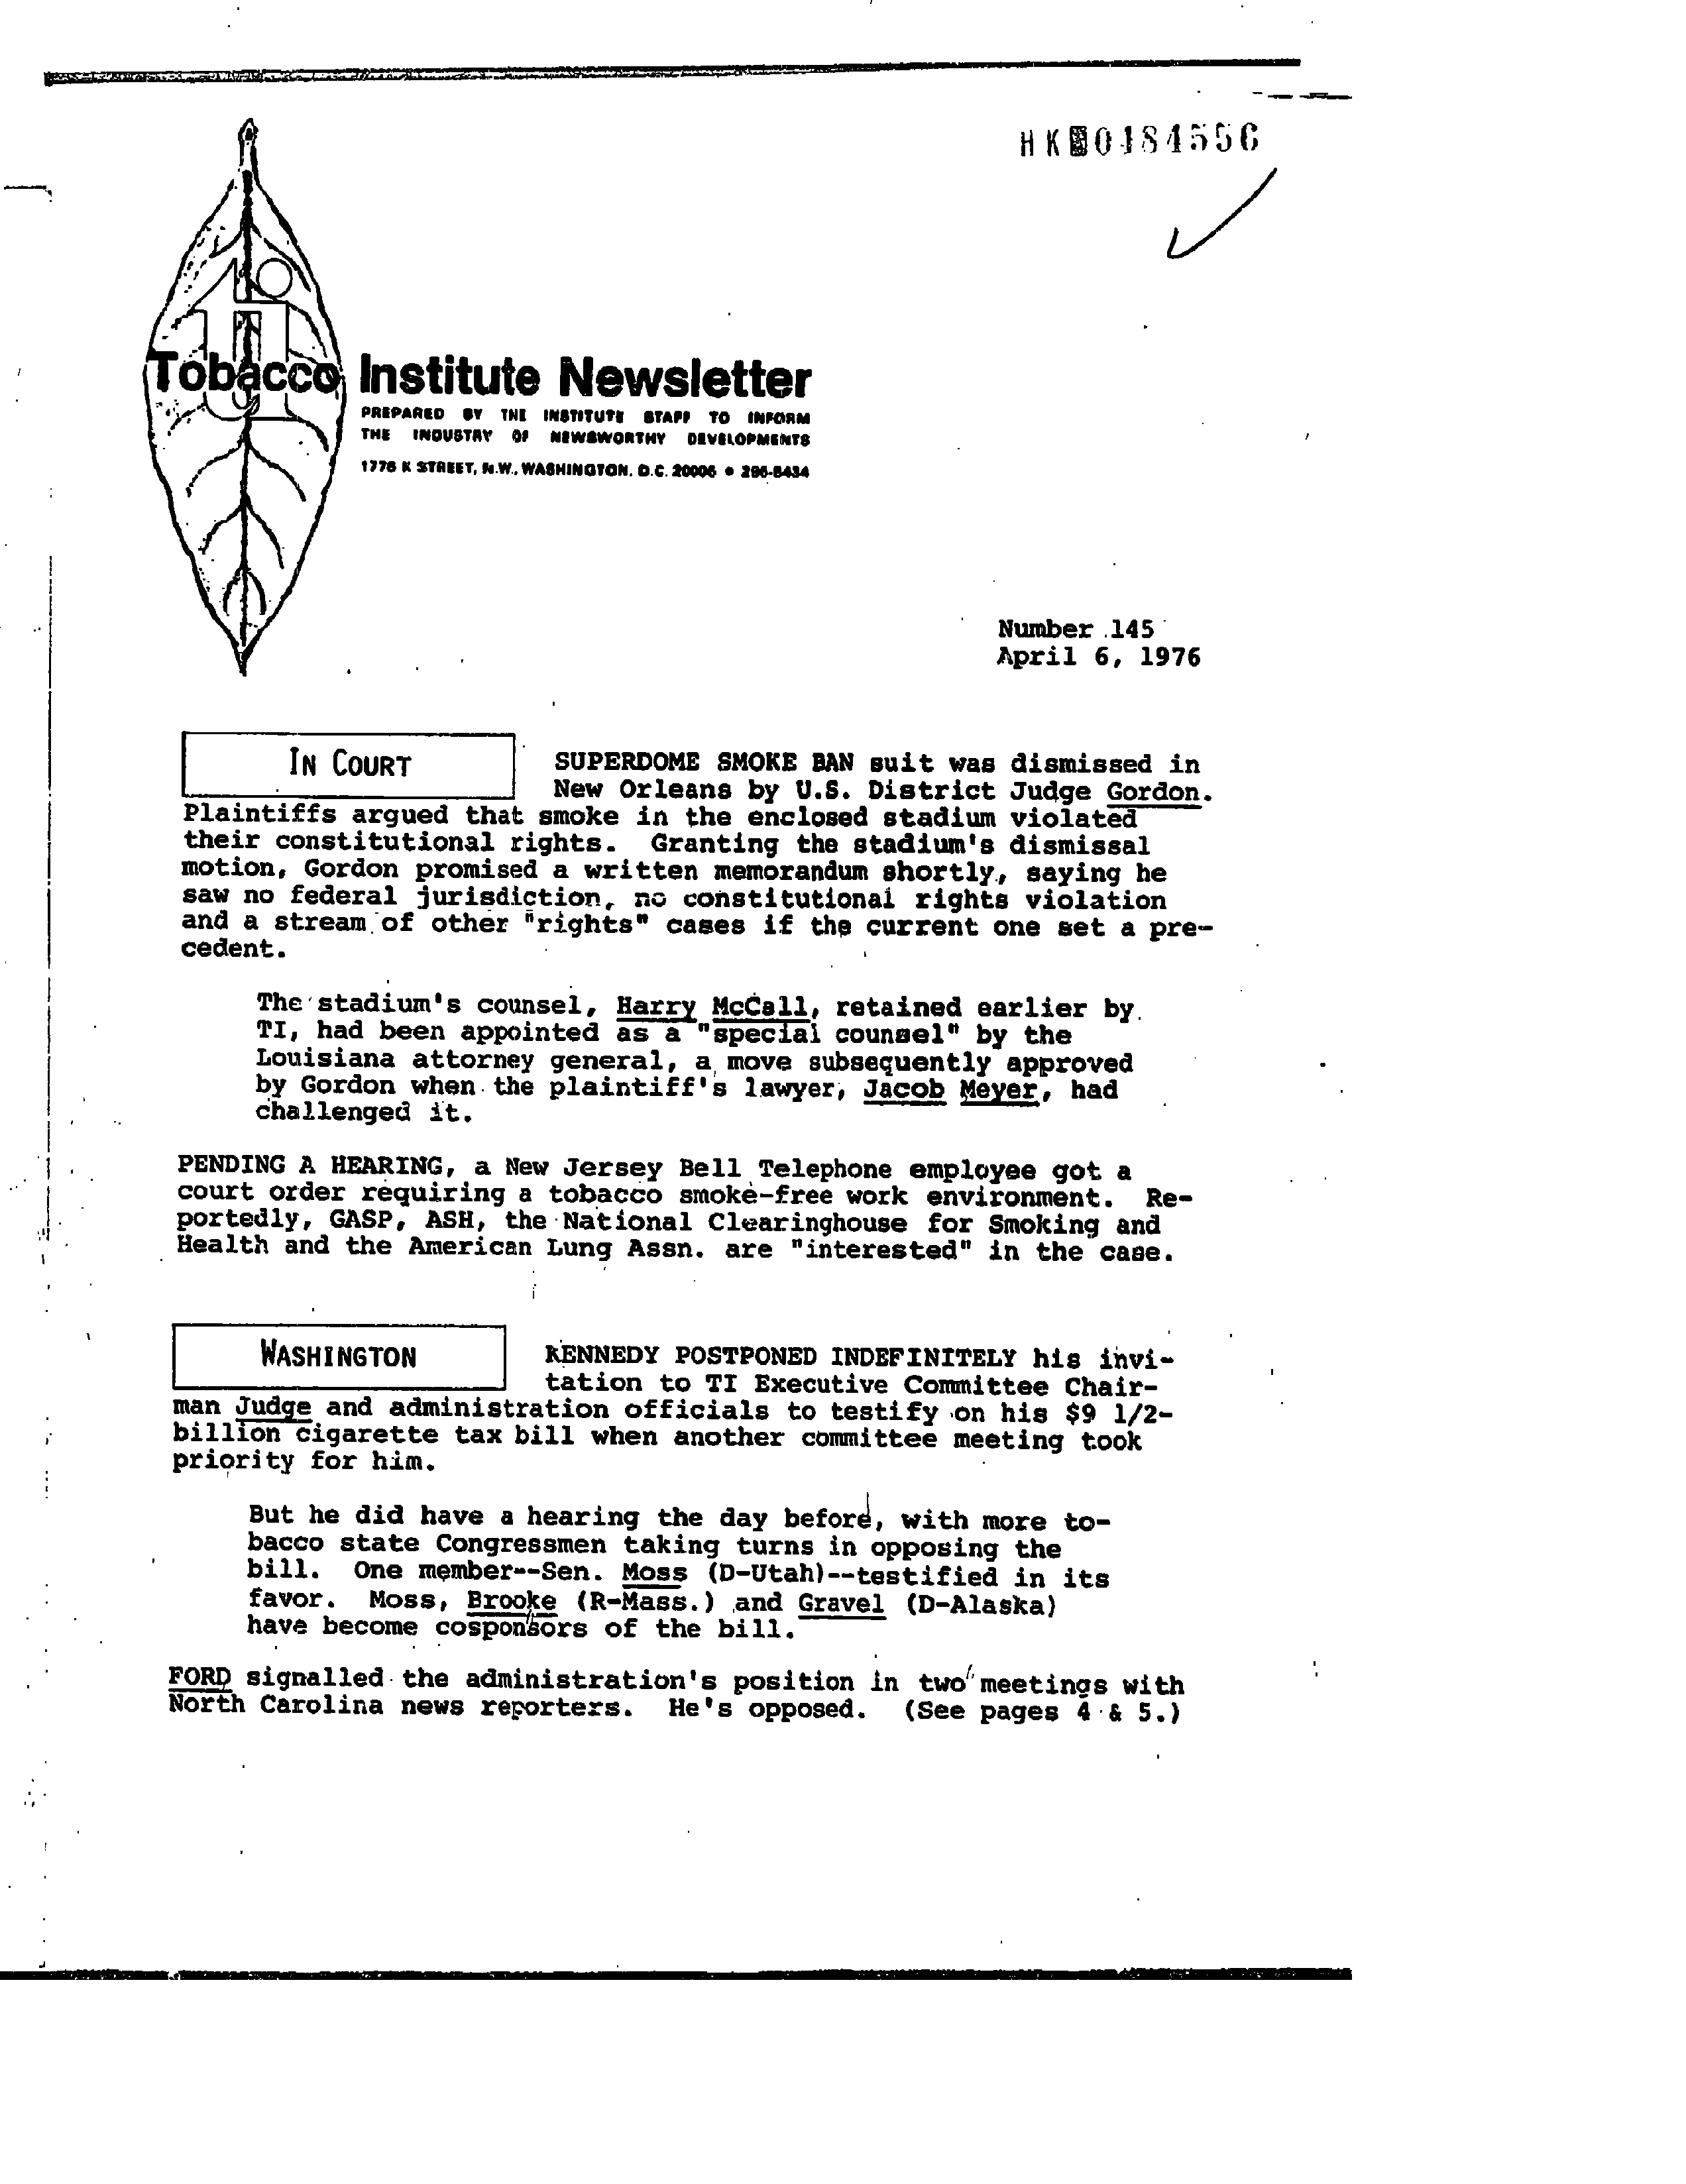 HK 0184556
ti
Tobacco Institute Newsletter
PREPARED BY THE INSTITUTE STAFF TO INFORM
THE INDUSTRY OF NEWSWORTHY DEVELOPMENTS
1776 K STREET, N.W., WASHINGTON, D.C. 20006 • 296-8434
Number 145
April 6, 1976
IN COURT
SUPERDOME SMOKE BAN suit was dismissed in
New Orleans by U.S. District Judge Gordon.
Plaintiffs argued that smoke in the enclosed stadium violated
their constitutional rights. Granting the stadium's dismissal
motion, Gordon promised a written memorandum shortly, saying he
saw no federal jurisdiction, no constitutional rights violation
and a stream of other "rights" cases if the current one set a pre-
cedent.
The stadium's counsel, Harry McCall, retained earlier by
TI, had been appointed as a "special counsel" by the
Louisiana attorney general, a move subsequently approved
by Gordon when the plaintiff's lawyer, Jacob Meyer, had
challenged it.
PENDING A HEARING, a New Jersey Bell Telephone employee got a
court order requiring a tobacco smoke-free work environment. Re-
portedly, GASP, ASH, the National Clearinghouse for Smoking and
Health and the American Lung Assn. are "interested" in the case.
WASHINGTON
KENNEDY POSTPONED INDEFINITELY his invi-
tation to TI Executive Committee Chair-
man Judge and administration officials to testify on his $9 1/2-
billion cigarette tax bill when another committee meeting took
priority for him.
But he did have a hearing the day before, with more to-
bacco state Congressmen taking turns in opposing the
bill. One member--Sen. Moss (D-Utah)--testified in its
favor. Moss, Brooke (R-Mass.) and Gravel (D-Alaska)
have become cosponsors of the bill.
FORD signalled the administration's position in two meetings with
North Carolina news reporters. He's opposed. (See pages 4 & 5.)